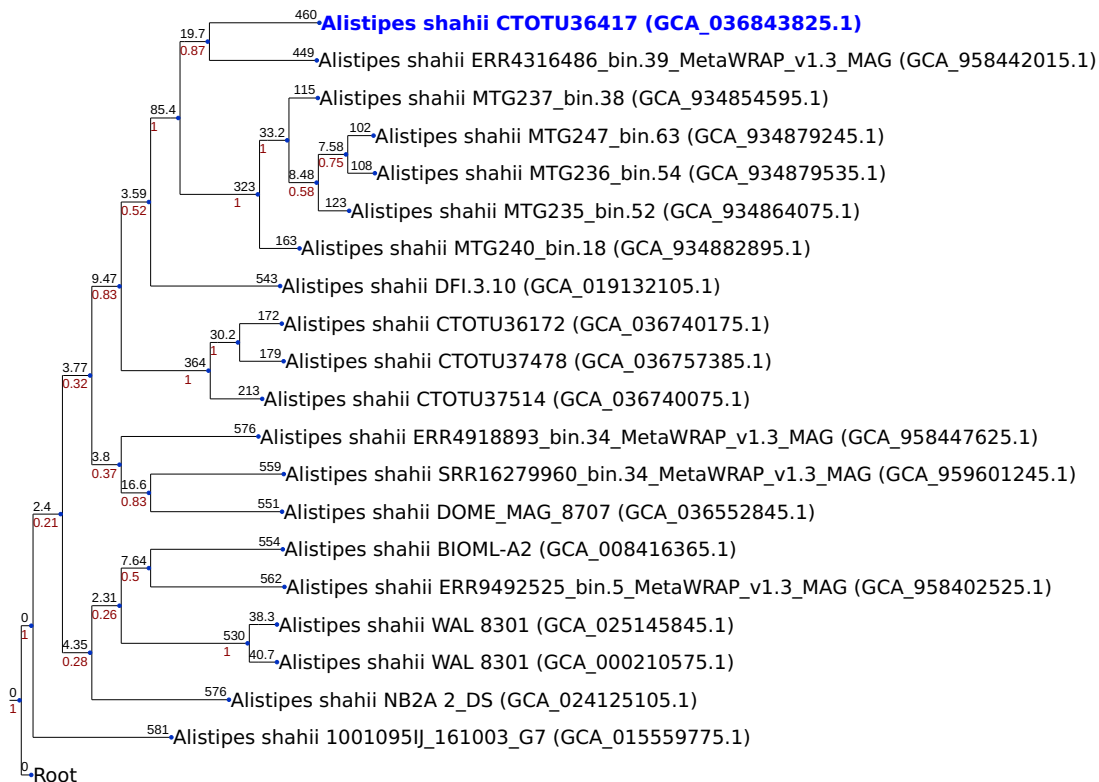 460 Alistipes shahii CTOTU36417 (GCA_036843825.1)
19.7
0.87
449 Alistipes shahii ERR4316486_bin.39_MetaWRAP_v1.3_MAG (GCA_958442015.1)
115 Alistipes shahii MTG237_bin.38 (GCA_934854595.1)
85.4
1
33.2
1
102 Alistipes shahii MTG247_bin.63 (GCA_934879245.1)
7.58
0.75
108 Alistipes shahii MTG236_bin.54 (GCA_934879535.1)
8.48
0.58
323
1
3.59
0.52
123 Alistipes shahii MTG235_bin.52 (GCA_934864075.1)
163 Alistipes shahii MTG240_bin.18 (GCA_934882895.1)
9.47
0.83
543 Alistipes shahii DFI.3.10 (GCA_019132105.1)
172 Alistipes shahii CTOTU36172 (GCA_036740175.1)
30.2
1
179 Alistipes shahii CTOTU37478 (GCA_036757385.1)
364
1
3.77
0.32
213 Alistipes shahii CTOTU37514 (GCA_036740075.1)
576 Alistipes shahii ERR4918893_bin.34_MetaWRAP_v1.3_MAG (GCA_958447625.1)
3.8
0.37
559 Alistipes shahii SRR16279960_bin.34_MetaWRAP_v1.3_MAG (GCA_959601245.1)
16.6
0.83
2.4
0.21
551 Alistipes shahii DOME_MAG_8707 (GCA_036552845.1)
554 Alistipes shahii BIOML-A2 (GCA_008416365.1)
7.64
0.5
562 Alistipes shahii ERR9492525_bin.5_MetaWRAP_v1.3_MAG (GCA_958402525.1)
2.31
0.26
38.3 Alistipes shahii WAL 8301 (GCA_025145845.1)
0
1
530
1
4.35
0.28
40.7 Alistipes shahii WAL 8301 (GCA_000210575.1)
576 Alistipes shahii NB2A 2_DS (GCA_024125105.1)
0
1
581 Alistipes shahii 1001095IJ_161003_G7 (GCA_015559775.1)
0 Root